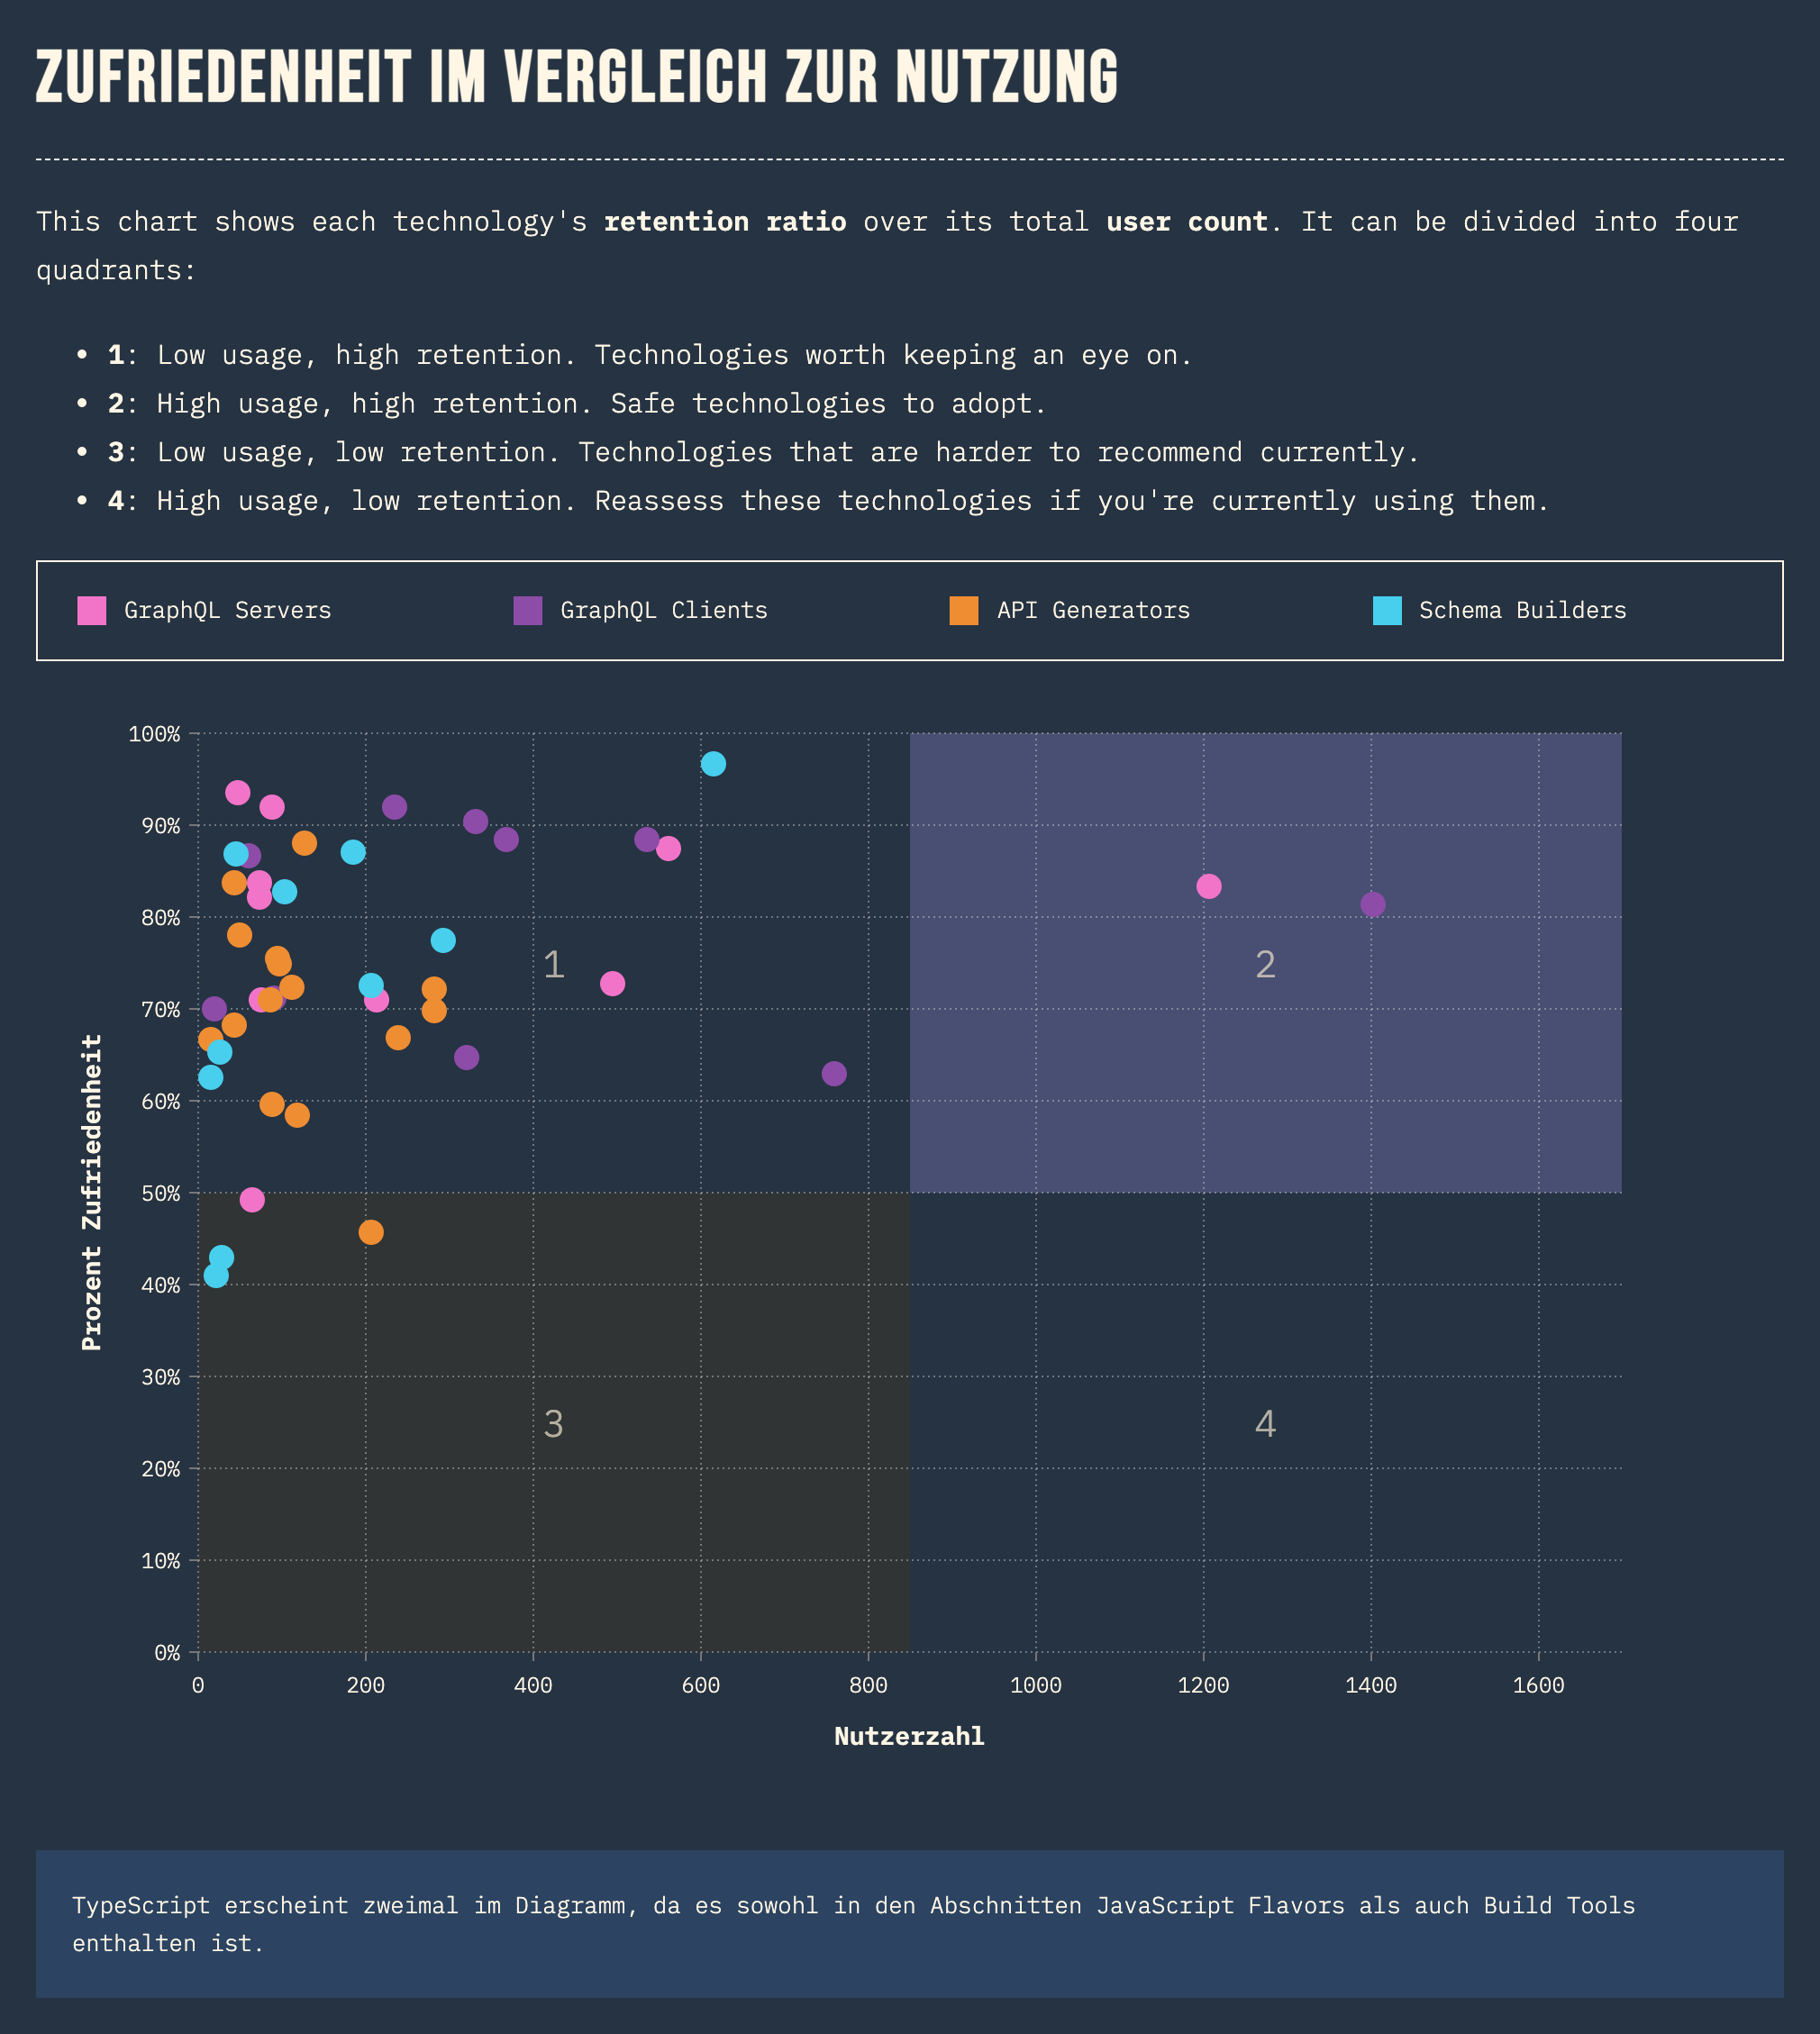 ZUFRIEDENHEIT IM VERGLEICH ZUR NUTZUNG
This chart shows each technology's retention ratio over its total user count. It can be divided into four
quadrants:
• 1: Low usage, high retention. Technologies worth keeping an eye on.
• 2: High usage, high retention. Safe technologies to adopt.
• 3: Low usage, low retention. Technologies that are harder to recommend currently.
• 4: High usage, low retention. Reassess these technologies if you're currently using them.
GraphQL Servers GraphQL Clients API Generators Schema Builders
100%
90%
80%
1 2
70%
60%
50%
40%
30%
3 4
20%
10%
0%
Prozent Zufriedenheit
0 200 400 600 800 1000 1200 1400 1600
Nutzerzahl
TypeScript erscheint zweimal im Diagramm, da es sowohl in den Abschnitten JavaScript Flavors als auch Build Tools
enthalten ist.